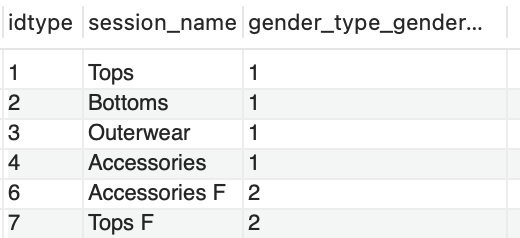 idtype session_name gender_type_gender...
1 Tops 1
2 Bottoms 1
3 Outerwear 1
4 Accessories 1
6 Accessories F 2
7 Tops F 2